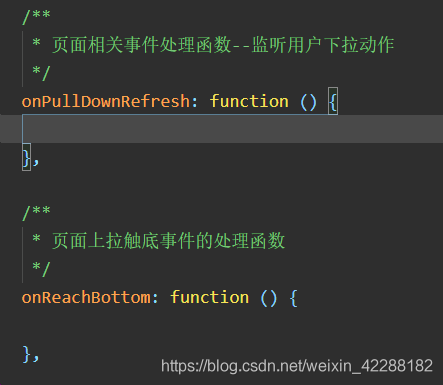 /**
* 页面相关事件处理函数--监听用户下拉动作
*/
onPullDownRefresh: function () {
},
/**
* 页面上拉触底事件的处理函数
*/
onReachBottom: function () {
},
https://blog.csdn.net/weixin_42288182